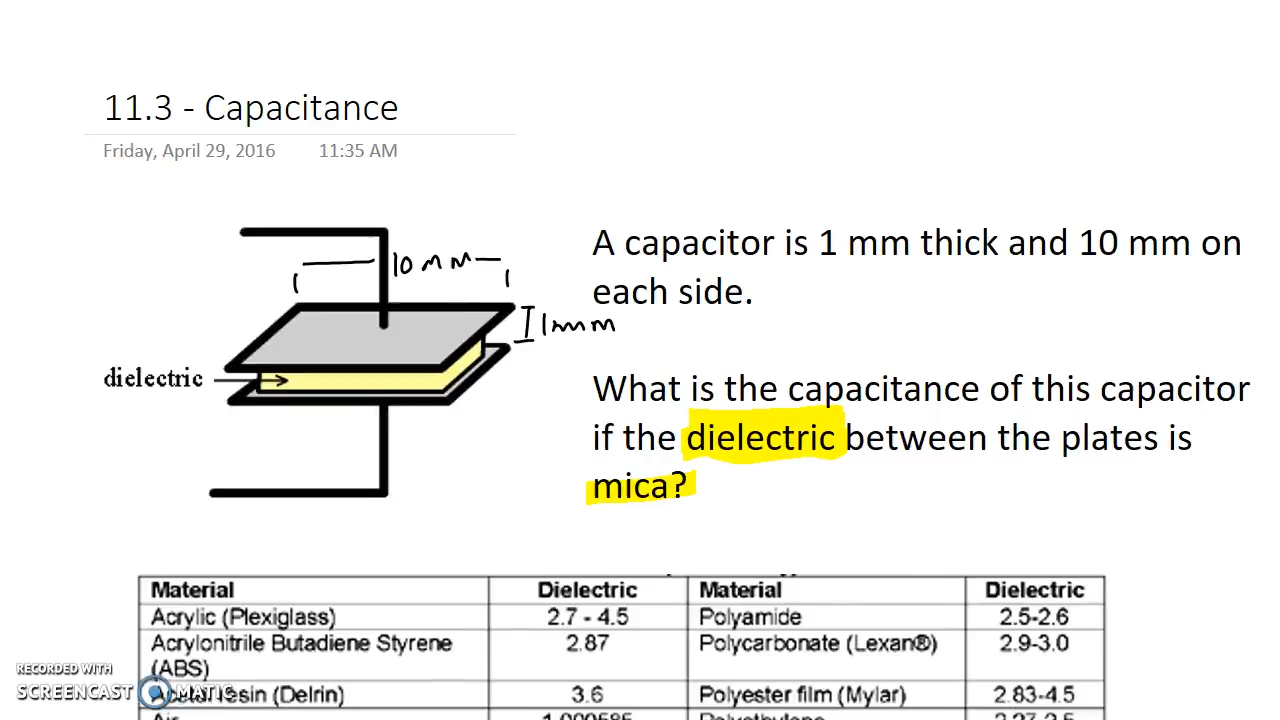 11.3 - Capacitance
Friday, April 29, 2016 11:35 AM
10 mm
1mm
dielectric
A capacitor is 1 mm thick and 10 mm on
each side.
What is the capacitance of this capacitor
if the dielectric between the plates is
mica?
Material Dielectric Material Dielectric
Acrylic (Plexiglass) 2.7 - 4.5 Polyamide 2.5-2.6
Acrylonitrile Butadiene Styrene 2.87 Polycarbonate (Lexan®) 2.9-3.0
(ABS)
(Delrin) 3.6 Polyester film (Mylar) 2.83-4.5
RECORDED WITH
SCREENCAST MATIC